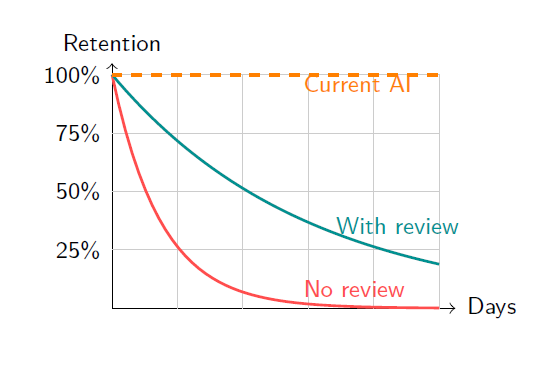 Retention
100%
Current AI
75%
50%
With review
25%
No review
Days